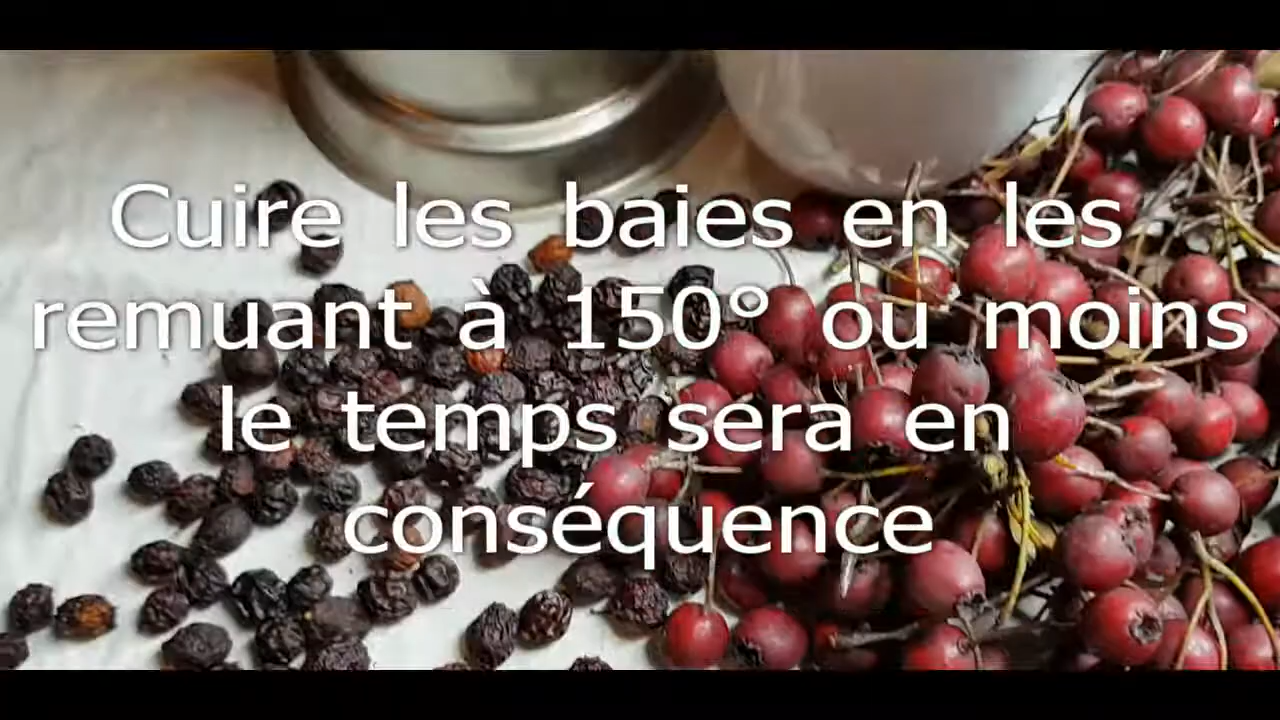 Cuire les baies en les
remuant à 150° ou moins
le temps sera en
conséquence